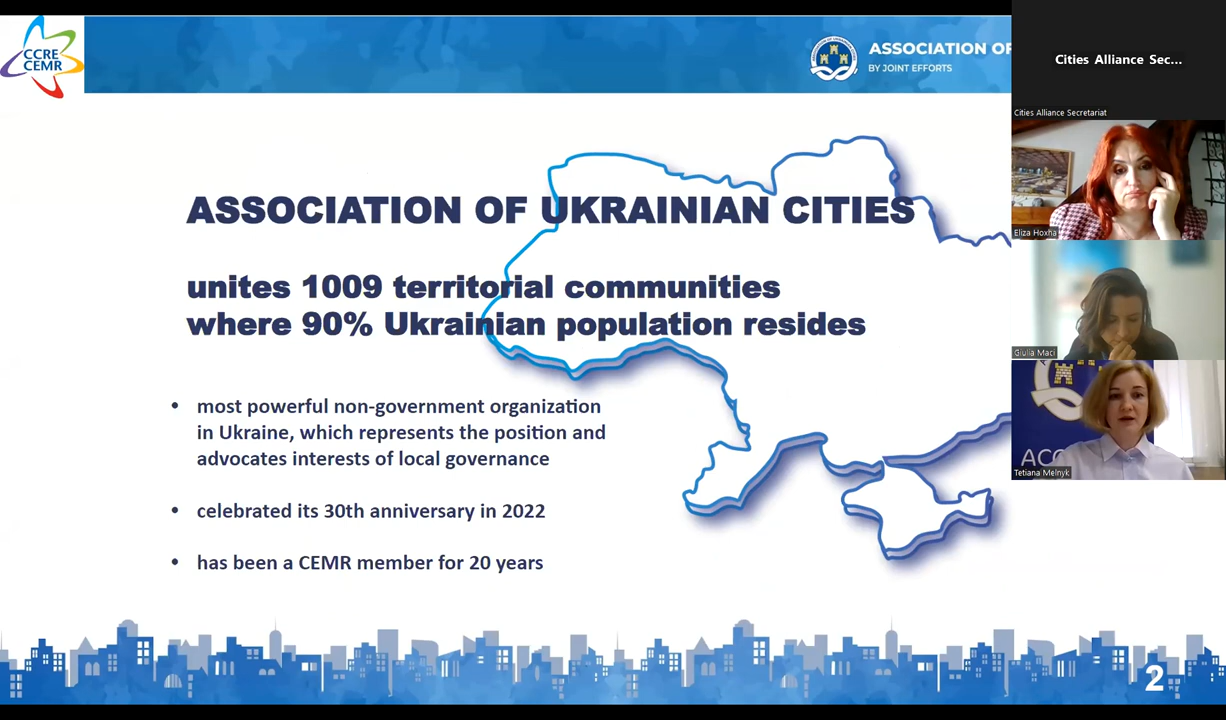 CCRE
CEMR
ASSOCIATION OF
BY JOINT EFFORTS
ASSOCIATION OF UKRAINIAN CITIES
unites 1009 territorial communities
where 90% Ukrainian population resides
• most powerful non-government organization
in Ukraine, which represents the position and
advocates interests of local governance
• celebrated its 30th anniversary in 2022
• has been a CEMR member for 20 years
2
Cities Alliance Sec...
Cities Alliance Secretariat
Eliza Hoxha
Giulia Maci
Tetiana Melnyk